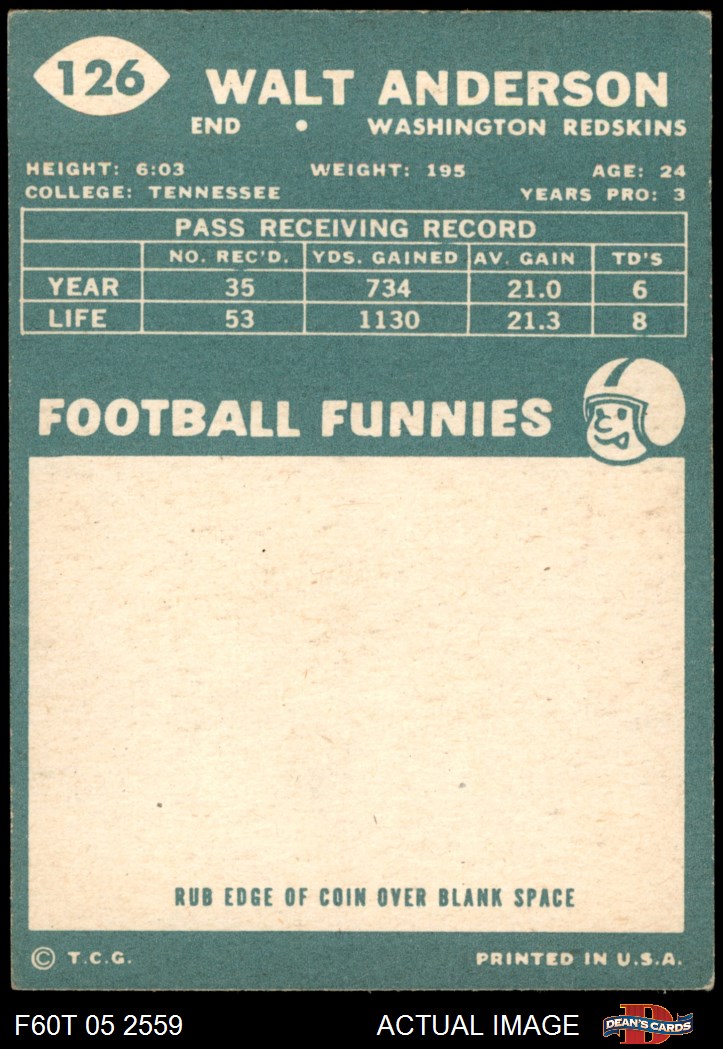 126
WALT ANDERSON
END • WASHINGTON REDSKINS
HEIGHT: 6:03 WEIGHT: 195 AGE: 24
COLLEGE: TENNESSEE YEARS PRO: 3
PASS RECEIVING RECORD
NO. REC'D. YDS. GAINED AV. GAIN TD'S
YEAR 35 734 21.0 6
LIFE 53 1130 21.3 8
FOOTBALL FUNNIES
RUB EDGE OF COIN OVER BLANK SPACE
© T.C.G. PRINTED IN U.S.A.
F60T 05 2559 ACTUAL IMAGE DEAN'S CARDS